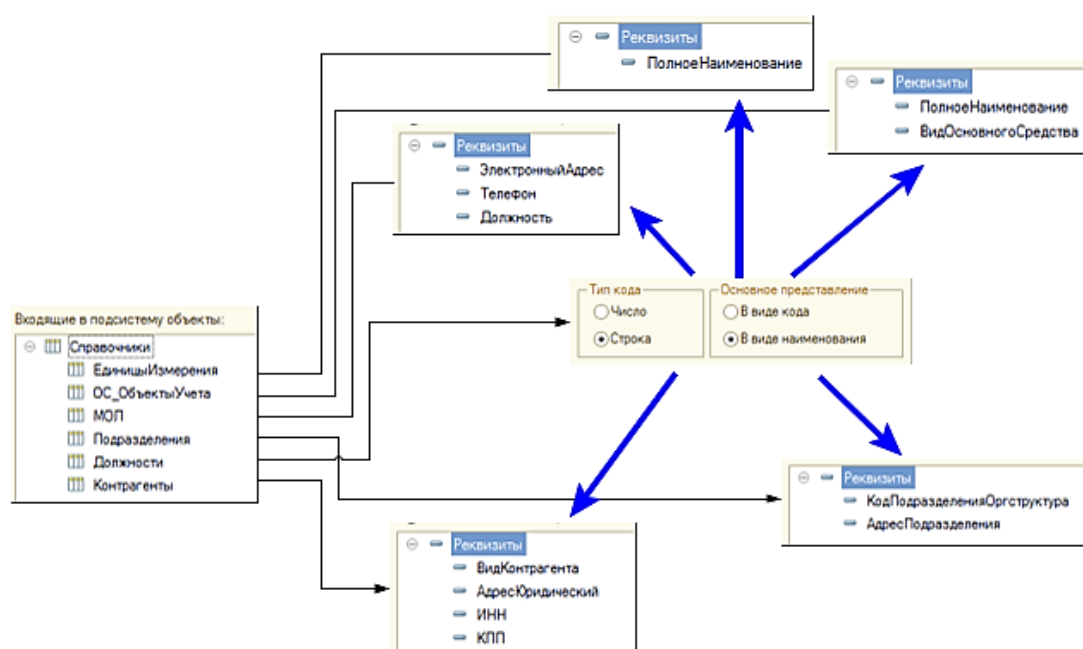 Реквизиты
ПолноеНаименование
Реквизиты
ПолноеНаименование
ВидОсновногоСредства
Реквизиты
ЭлектронныйАдрес
Телефон
Должность
Тип кода
Число
Строка
Основное представление
В виде кода
В виде наименования
Входящие в подсистему объекты:
Справочники
ЕдиницыИзмерения
ОС_ОбъектыУчета
МОЛ
Подразделения
Должности
Контрагенты
Реквизиты
КодПодразделенияОргструктура
АдресПодразделения
Реквизиты
ВидКонтрагента
АдресЮридический
ИНН
КПП